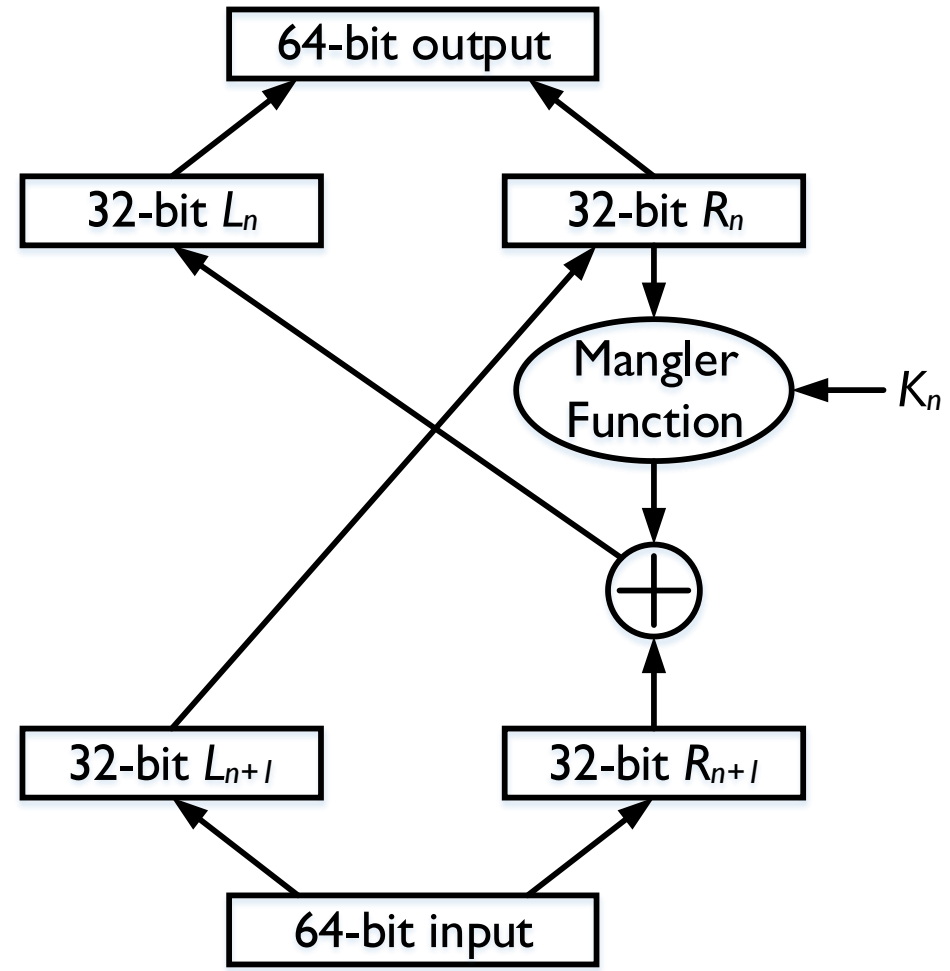 64-bit output
32-bit Ln
32-bit Rn
Mangler
Function
Kn
32-bit Ln+1
32-bit Rn+1
64-bit input